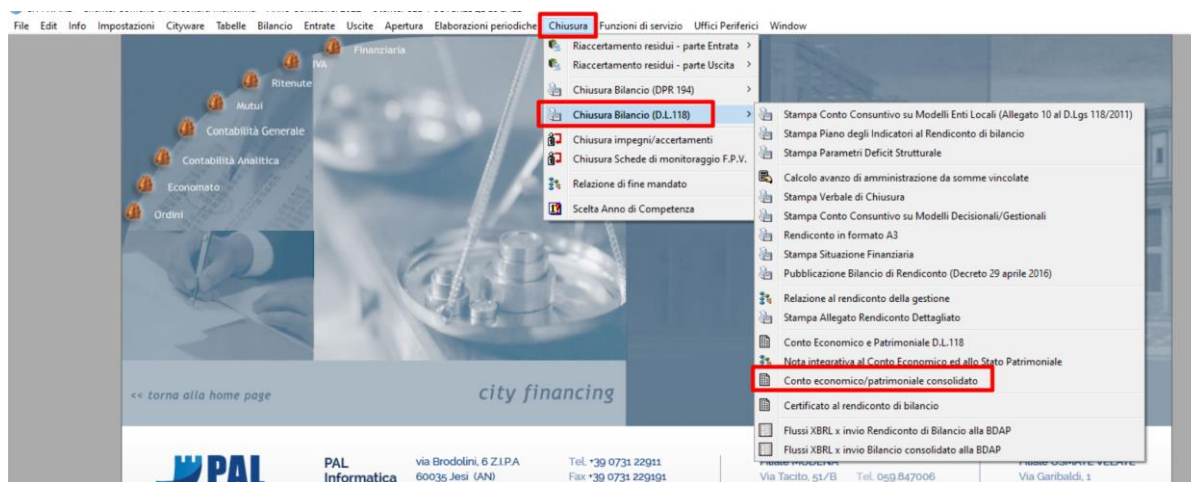 File Edit Info Impostazioni Cityware Tabelle Bilancio Entrate Uscite Apertura Elaborazioni periodiche Chiusura Funzioni di servizio Uffici Periferici Window
Finanziaria
IVA
Ritenute
Mutui
Contabilità Generale
Contabilità Analitica
Economato
Ordini
Riaccertamento residui - parte Entrata >
Riaccertamento residui - parte Uscita >
Chiusura Bilancio (DPR 194) >
Chiusura Bilancio (D.L.118) >
Chiusura impegni/accertamenti
Chiusura Schede di monitoraggio F.P.V.
Relazione di fine mandato
Scelta Anno di Competenza
Stampa Conto Consuntivo su Modelli Enti Locali (Allegato 10 al D.Lgs 118/2011)
Stampa Piano degli Indicatori al Rendiconto di bilancio
Stampa Parametri Deficit Strutturale
Calcolo avanzo di amministrazione da somme vincolate
Stampa Verbale di Chiusura
Stampa Conto Consuntivo su Modelli Decisionali/Gestionali
Rendiconto in formato A3
Stampa Situazione Finanziaria
Pubblicazione Bilancio di Rendiconto (Decreto 29 aprile 2016)
Relazione al rendiconto della gestione
Stampa Allegato Rendiconto Dettagliato
Conto Economico e Patrimoniale D.L.118
Nota integrativa al Conto Economico ed allo Stato Patrimoniale
Conto economico/patrimoniale consolidato
Certificato al rendiconto di bilancio
Flussi XBRL x invio Rendiconto di Bilancio alla BDAP
Flussi XBRL x invio Bilancio consolidato alla BDAP
<< torna alla home page
city financing
PAL
PAL
Informatica
via Brodolini, 6 Z.I.P.A
60035 Jesi (AN)
Tel. +39 0731 22911
Fax +39 0731 229191
Via Tacito, 51/B Tel. 059.847006
Via Garibaldi, 1